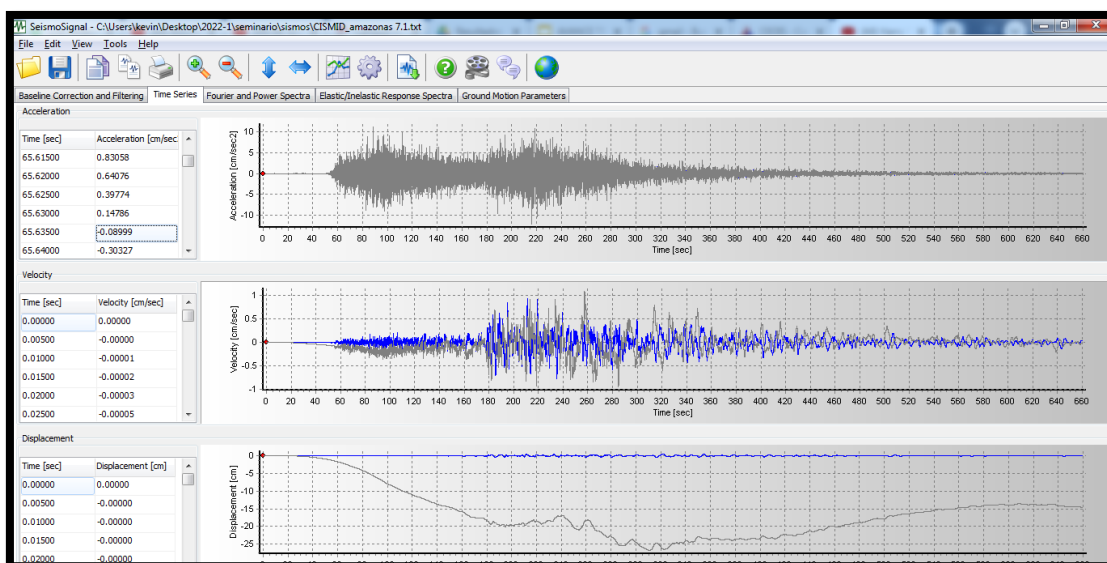 SeismoSignal - C:\Users\kevin\Desktop\2022-1\seminario\sismos\CISMID_amazonas 7.1.txt
File Edit View Tools Help
Baseline Correction and Filtering Time Series Fourier and Power Spectra Elastic/Inelastic Response Spectra Ground Motion Parameters
Acceleration
Time [sec] Acceleration [cm/sec
65.61500 0.83058
65.62000 0.64076
65.62500 0.39774
65.63000 0.14786
65.63500 -0.08999
65.64000 -0.30327
Acceleration [cm/sec2]
10
5
0
-5
-10
0 20 40 60 80 100 120 140 160 180 200 220 240 260 280 300 320 340 360 380 400 420 440 460 480 500 520 540 560 580 600 620 640 660
Time [sec]
Velocity
Time [sec] Velocity [cm/sec]
0.00000 0.00000
0.00500 -0.00000
0.01000 -0.00001
0.01500 -0.00002
0.02000 -0.00003
0.02500 -0.00005
Velocity [cm/sec]
1
0.5
0
-0.5
-1
0 20 40 60 80 100 120 140 160 180 200 220 240 260 280 300 320 340 360 380 400 420 440 460 480 500 520 540 560 580 600 620 640 660
Time [sec]
Displacement
Time [sec] Displacement [cm]
0.00000 0.00000
0.00500 -0.00000
0.01000 -0.00000
0.01500 -0.00000
0.02000 -0.00000
Displacement [cm]
0
-5
-10
-15
-20
-25